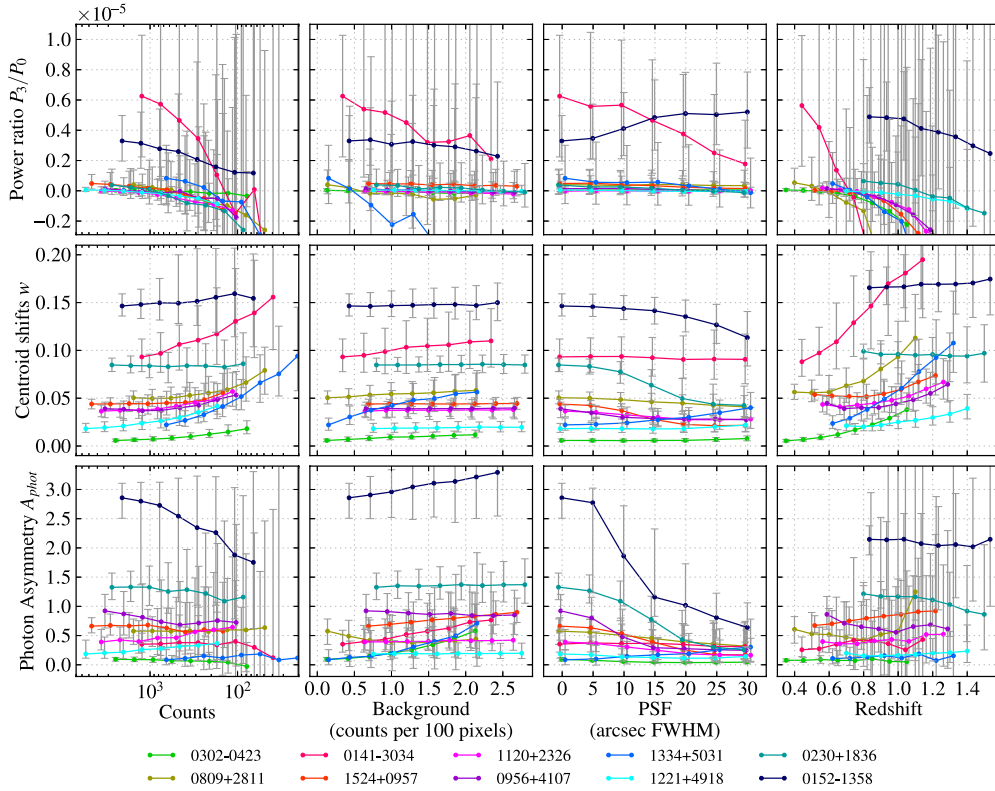 ×10⁻⁵
Power ratio P₃/P₀
1.0
0.8
0.6
0.4
0.2
0.0
−0.2
Centroid shifts w
0.20
0.15
0.10
0.05
0.00
Photon Asymmetry A_phot
3.0
2.5
2.0
1.5
1.0
0.5
0.0
10³ 10²
0.0 0.5 1.0 1.5 2.0 2.5
0 5 10 15 20 25 30
0.4 0.6 0.8 1.0 1.2 1.4
Counts
Background
(counts per 100 pixels)
PSF
(arcsec FWHM)
Redshift
0302-0423 0141-3034 1120+2326 1334+5031 0230+1836
0809+2811 1524+0957 0956+4107 1221+4918 0152-1358